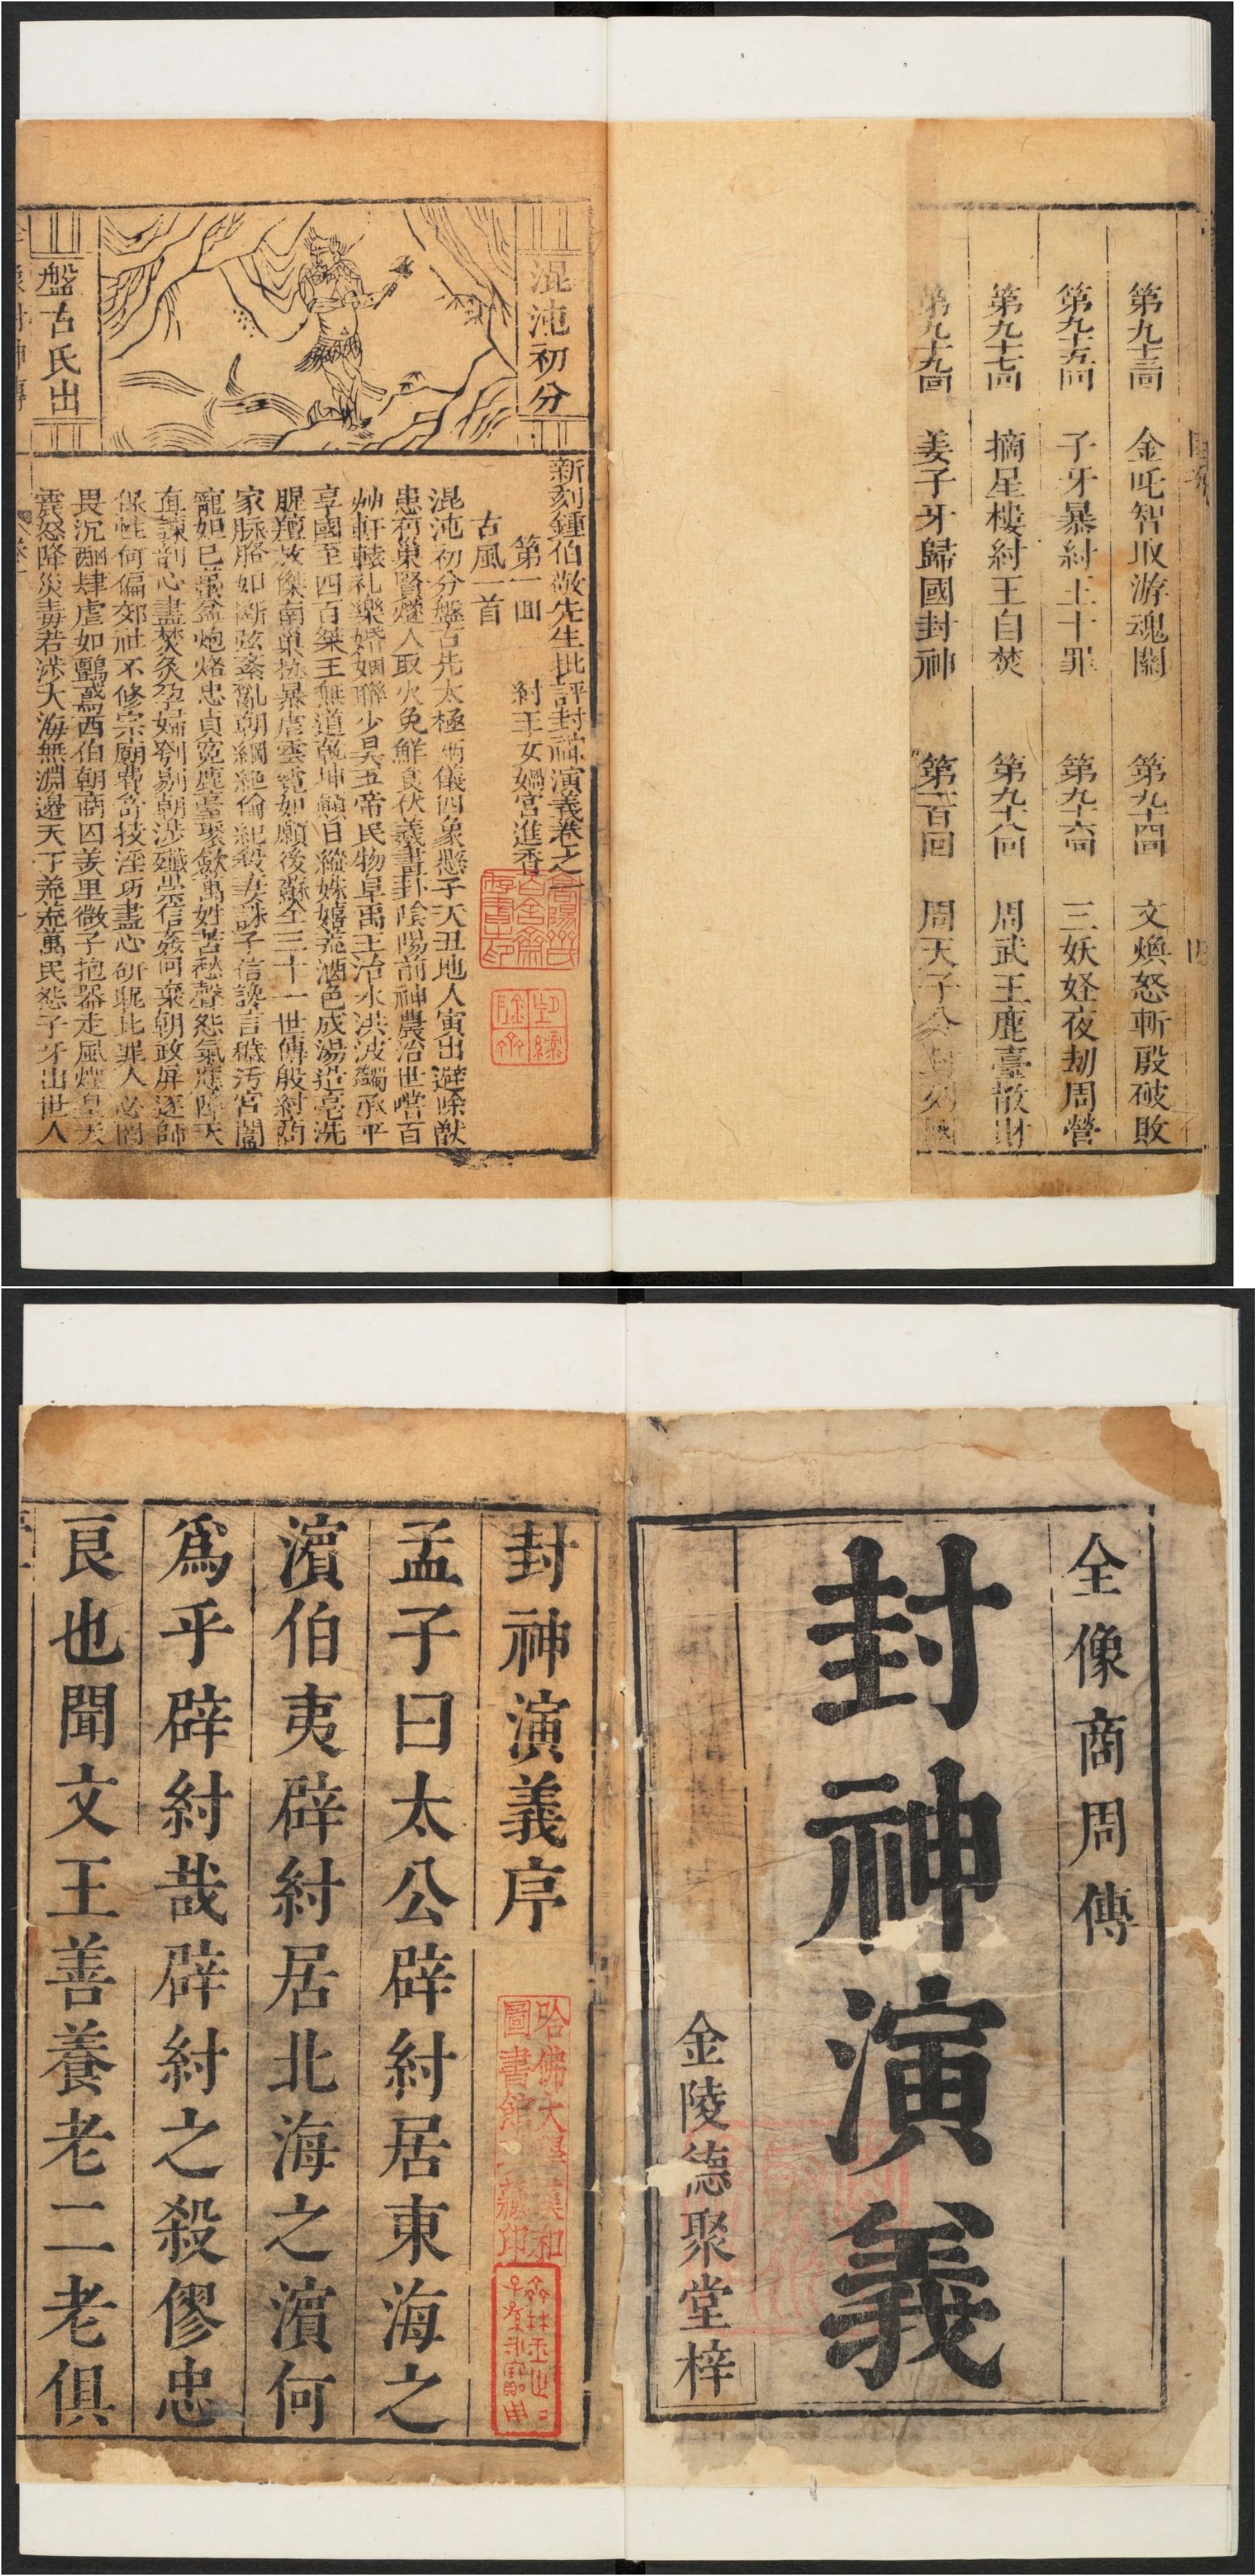 第九十三回 金吒智取游魂關 第九十四回 文煥怒斬殷破敗
第九十五回 子牙暴紂王十罪 第九十六回 三妖怪夜刼周營
第九十七回 摘星樓紂王自焚 第九十八回 周武王鹿臺散財
第九十九回 姜子牙歸國封神 第一百回 周天子分封列國
混沌初分
盤古氏出
新刻鍾伯敬先生批評封神演義卷之一
第一回 紂王女媧宮進香
古風一首
混沌初分盤古先太極兩儀四象懸子天丑地人寅出避除獸
患有巢賢燧人取火免鮮食伏羲畫卦陰陽前神農治世嚐百
艸軒轅礼樂婚姻聯少昊五帝民物阜禹王治水洪波蠲承平
享國至四百桀王無道乾坤顛日縱妹嬉荒酒色成湯造亳洗
腥羶放傑南巢拯暴虐雲霓如願後蘇全三十一世傳殷紂商
家脉胳如斷弦紊亂朝綱絶倫紀殺妻誅子信讒言穢汚宮闈
寵妲己蠆盆炮烙忠貞寃鹿臺聚歛萬姓苦愁聲怨氣應障天
直諫剖心盡焚炙孕婦刳剔朝涉殲崇信姦回棄朝政屏逐師
保性何偏郊社不修宗廟費奇技淫巧盡心研眤比罪人必罔
畏沉酗肆虐如鸇鳶西伯朝商囚羑里微子抱器走風煙皇天
震怒降災毒若涉大海無淵邊天下荒荒萬民怨子牙出世人
全像商周傳
封神演義
金陵德聚堂梓
封神演義序
哈佛大學漢和
圖書館珍藏印
孟子曰太公辟紂居東海之
濵伯夷辟紂居北海之濵何
爲乎辟紂哉辟紂之殺僇忠
良也聞文王善養老二老俱